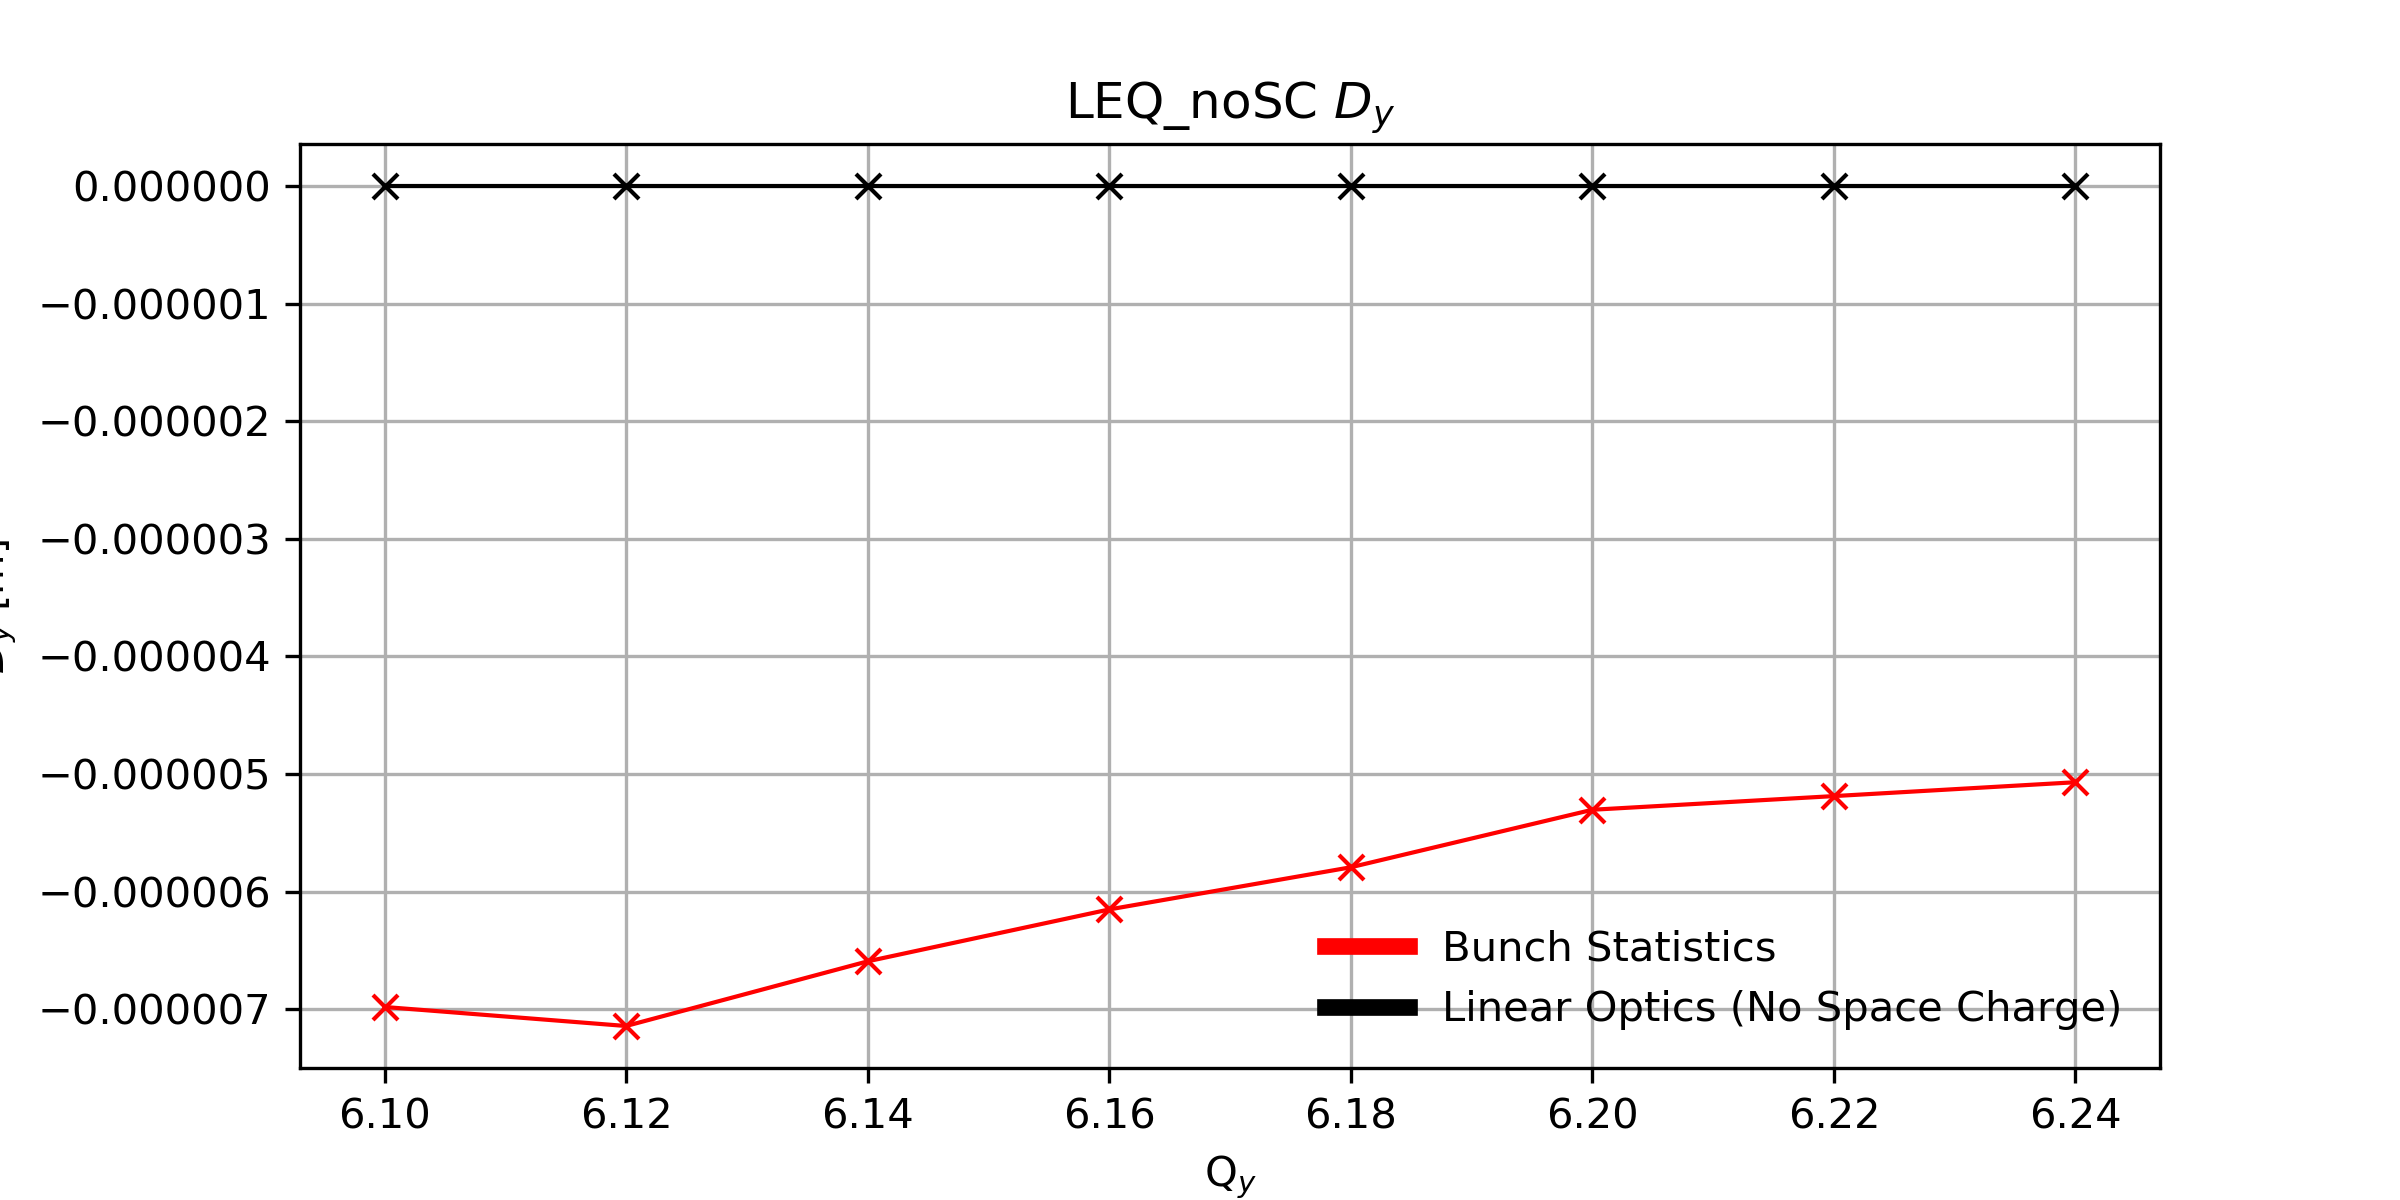 LEQ_noSC Dy
0.000000
−0.000001
−0.000002
−0.000003
−0.000004
−0.000005
−0.000006
−0.000007
Bunch Statistics
Linear Optics (No Space Charge)
6.10 6.12 6.14 6.16 6.18 6.20 6.22 6.24
Qy